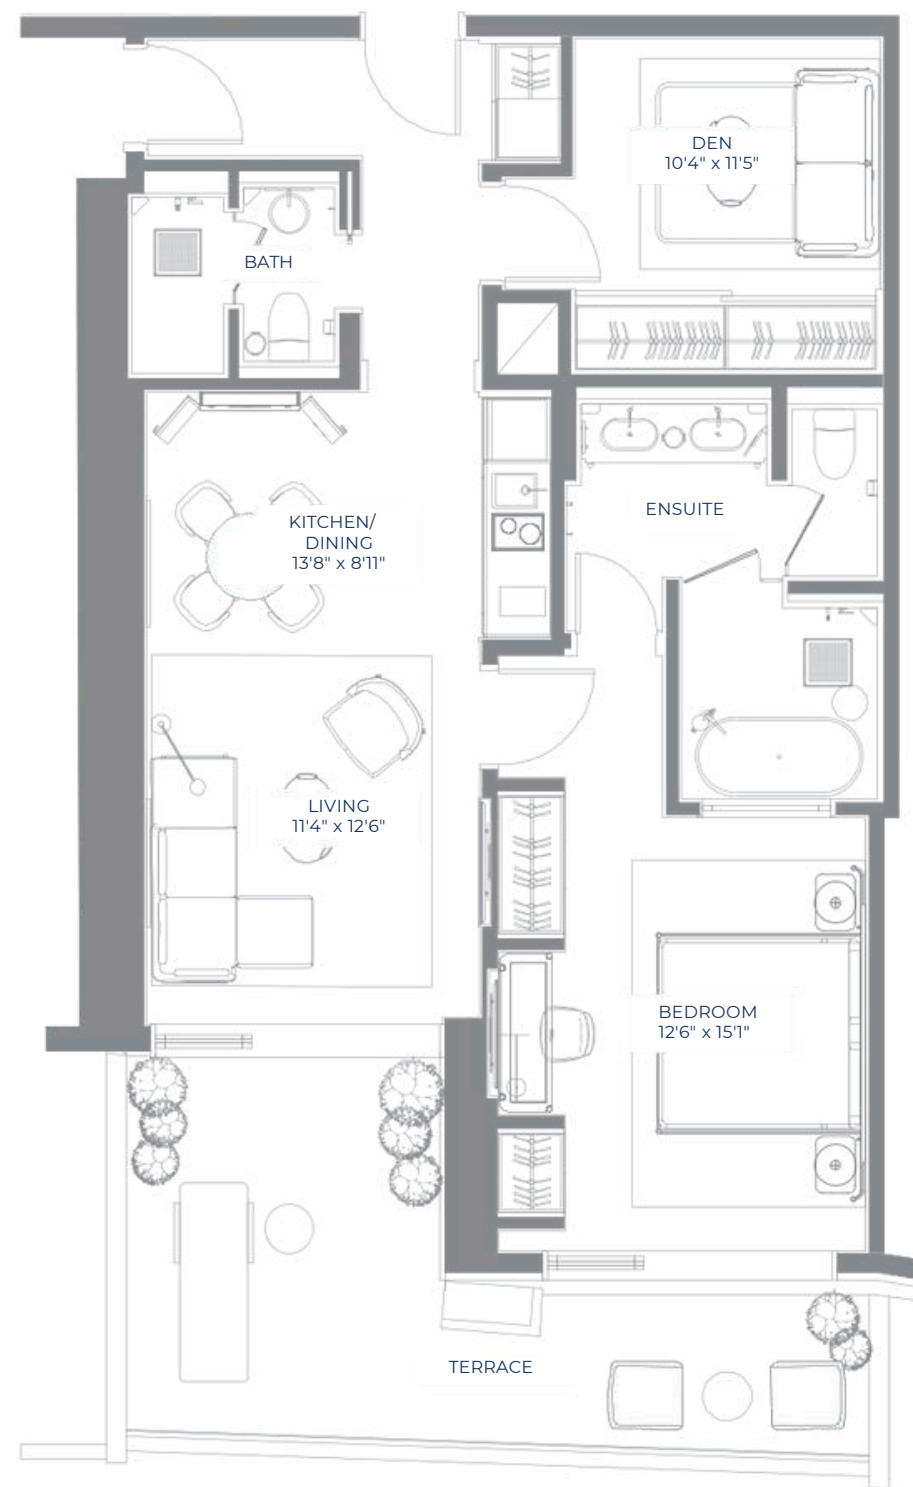 DEN
10'4" x 11'5"
BATH
KITCHEN/
DINING
13'8" x 8'11"
ENSUITE
LIVING
11'4" x 12'6"
BEDROOM
12'6" x 15'1"
TERRACE